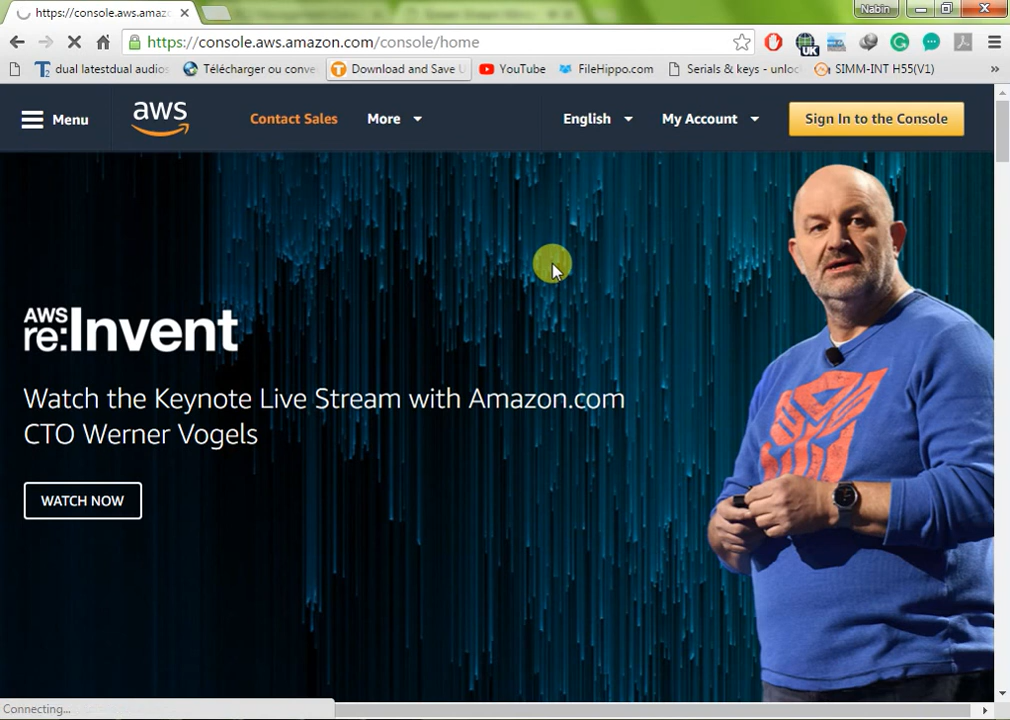 https://console.aws.amaz
Nabin
https://console.aws.amazon.com/console/home
UK
dual latestdual audios
Télécharger ou conve
Download and Save
YouTube
FileHippo.com
Serials & keys - unloc
SIMM-INT H55(V1)
»
Menu
aws
Contact Sales
More
English
My Account
Sign In to the Console
AWS
re:Invent
Watch the Keynote Live Stream with Amazon.com
CTO Werner Vogels
WATCH NOW
Connecting...